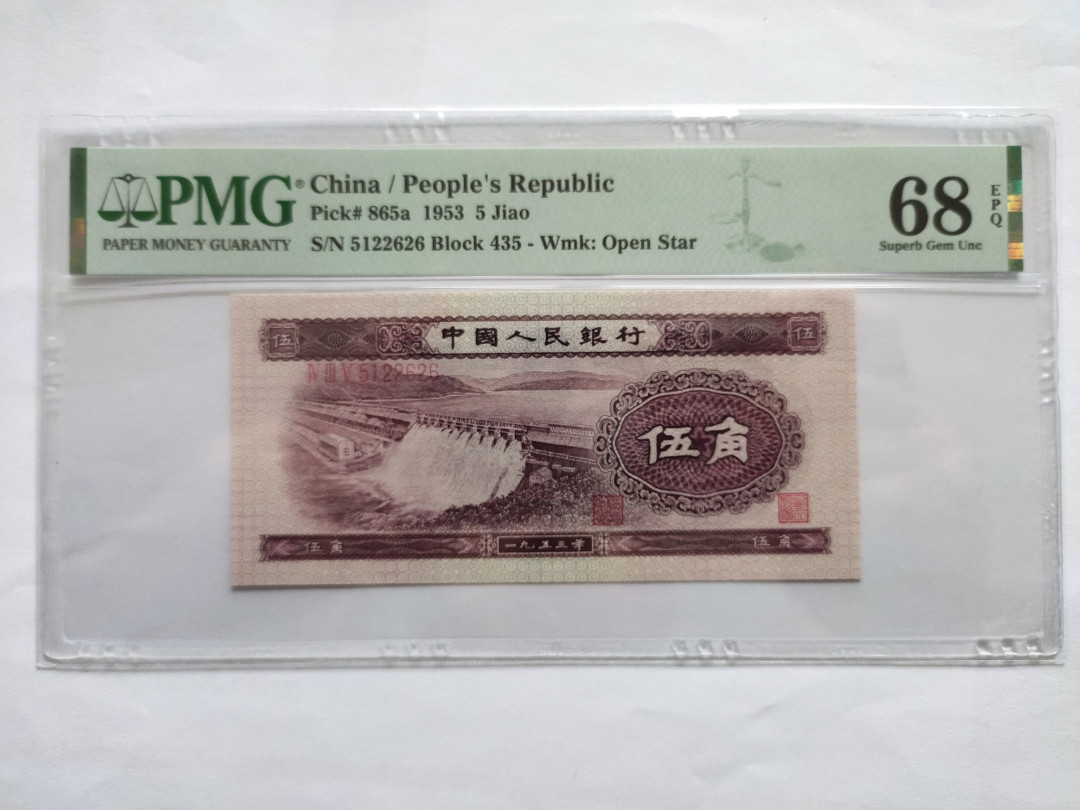 PMG® China / People's Republic
PAPER MONEY GUARANTY
Pick# 865a 1953 5 Jiao
S/N 5122626 Block 435 - Wmk: Open Star
68 EPQ
Superb Gem Unc
伍 中國人民銀行 伍
Ⅳ Ⅲ Ⅴ 5122626
伍角
伍角 一九五三年 伍角